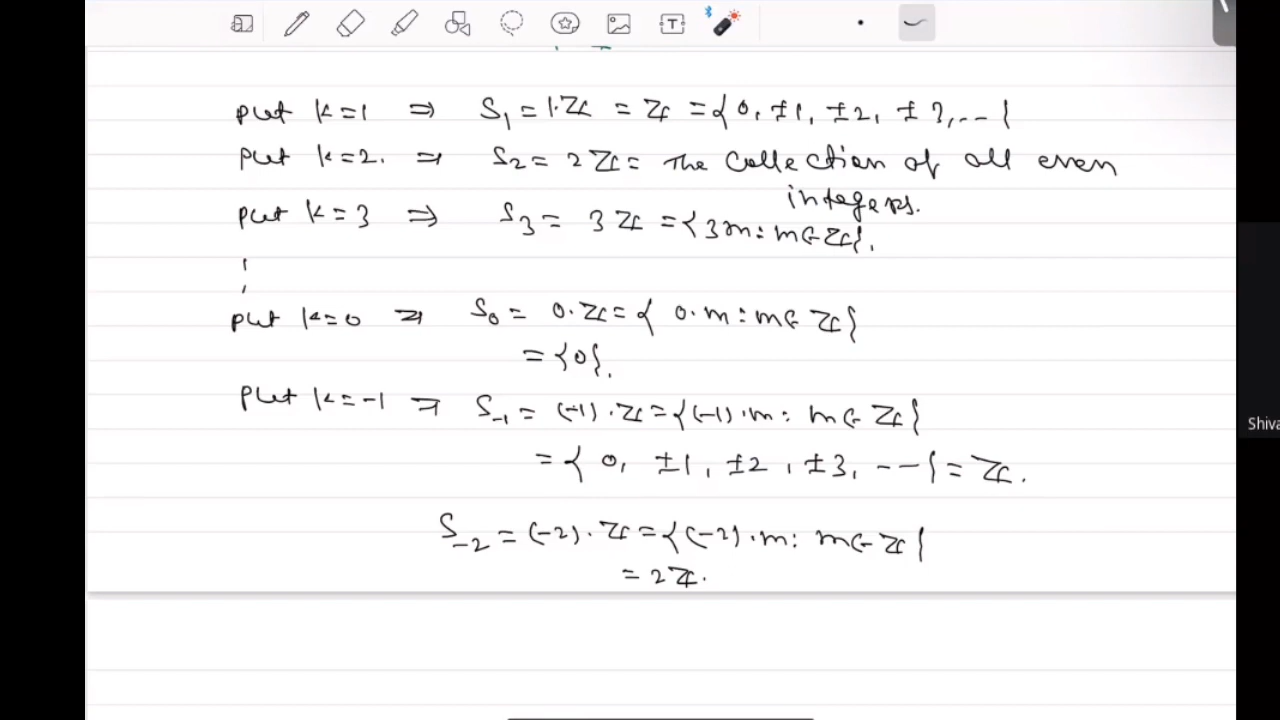 put k=1 ⇒ S₁ = 1·ℤ = ℤ = {0, ±1, ±2, ±3, ...}
put k=2. ⇒ S₂ = 2ℤ = The collection of all even
integers.
put k=3 ⇒ S₃ = 3ℤ = {3m : m∈ℤ}.
put k=0 ⇒ S₀ = 0·ℤ = {0·m : m∈ℤ}
= {0}.
put k=-1 ⇒ S₋₁ = (-1)·ℤ = {(-1)·m : m∈ℤ}
= {0, ±1, ±2, ±3, ---} = ℤ.
S₋₂ = (-2)·ℤ = {(-2)·m : m∈ℤ}
= 2ℤ.
Shiva